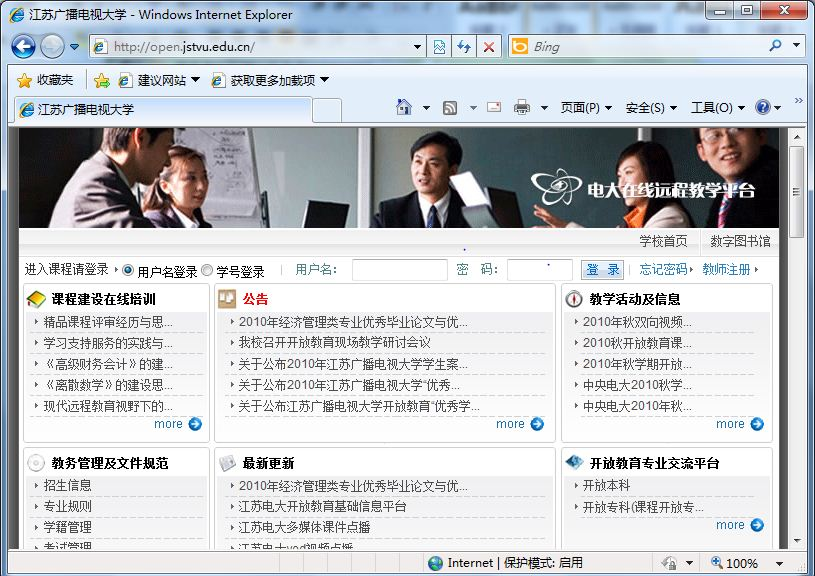 江苏广播电视大学 - Windows Internet Explorer
http://open.jstvu.edu.cn/
Bing
收藏夹 建议网站 获取更多加载项
江苏广播电视大学 页面(P) 安全(S) 工具(O) »
电大在线远程教学平台
学校首页 数字图书馆
进入课程请登录 用户名登录 学号登录 用户名： 密 码： 登 录 忘记密码 教师注册
课程建设在线培训
精品课程评审经历与思...
学习支持服务的实践与...
《高级财务会计》的建...
《离散数学》的建设思...
现代远程教育视野下的...
more
公告
2010年经济管理类专业优秀毕业论文与优...
我校召开开放教育现场教学研讨会议
关于公布2010年江苏广播电视大学学生案...
关于公布2010年江苏广播电视大学“优秀...
关于公布江苏广播电视大学开放教育“优秀学...
more
教学活动及信息
2010年秋双向视频...
2010秋开放教育课...
2010年秋学期开放...
中央电大2010秋学...
中央电大2010年秋...
more
教务管理及文件规范
招生信息
专业规则
学籍管理
考试管理
最新更新
2010年经济管理类专业优秀毕业论文与优...
江苏电大开放教育基础信息平台
江苏电大多媒体课件点播
江苏电大vod视频点播
开放教育专业交流平台
开放本科
开放专科(课程开放专...
more
Internet | 保护模式: 启用 100%